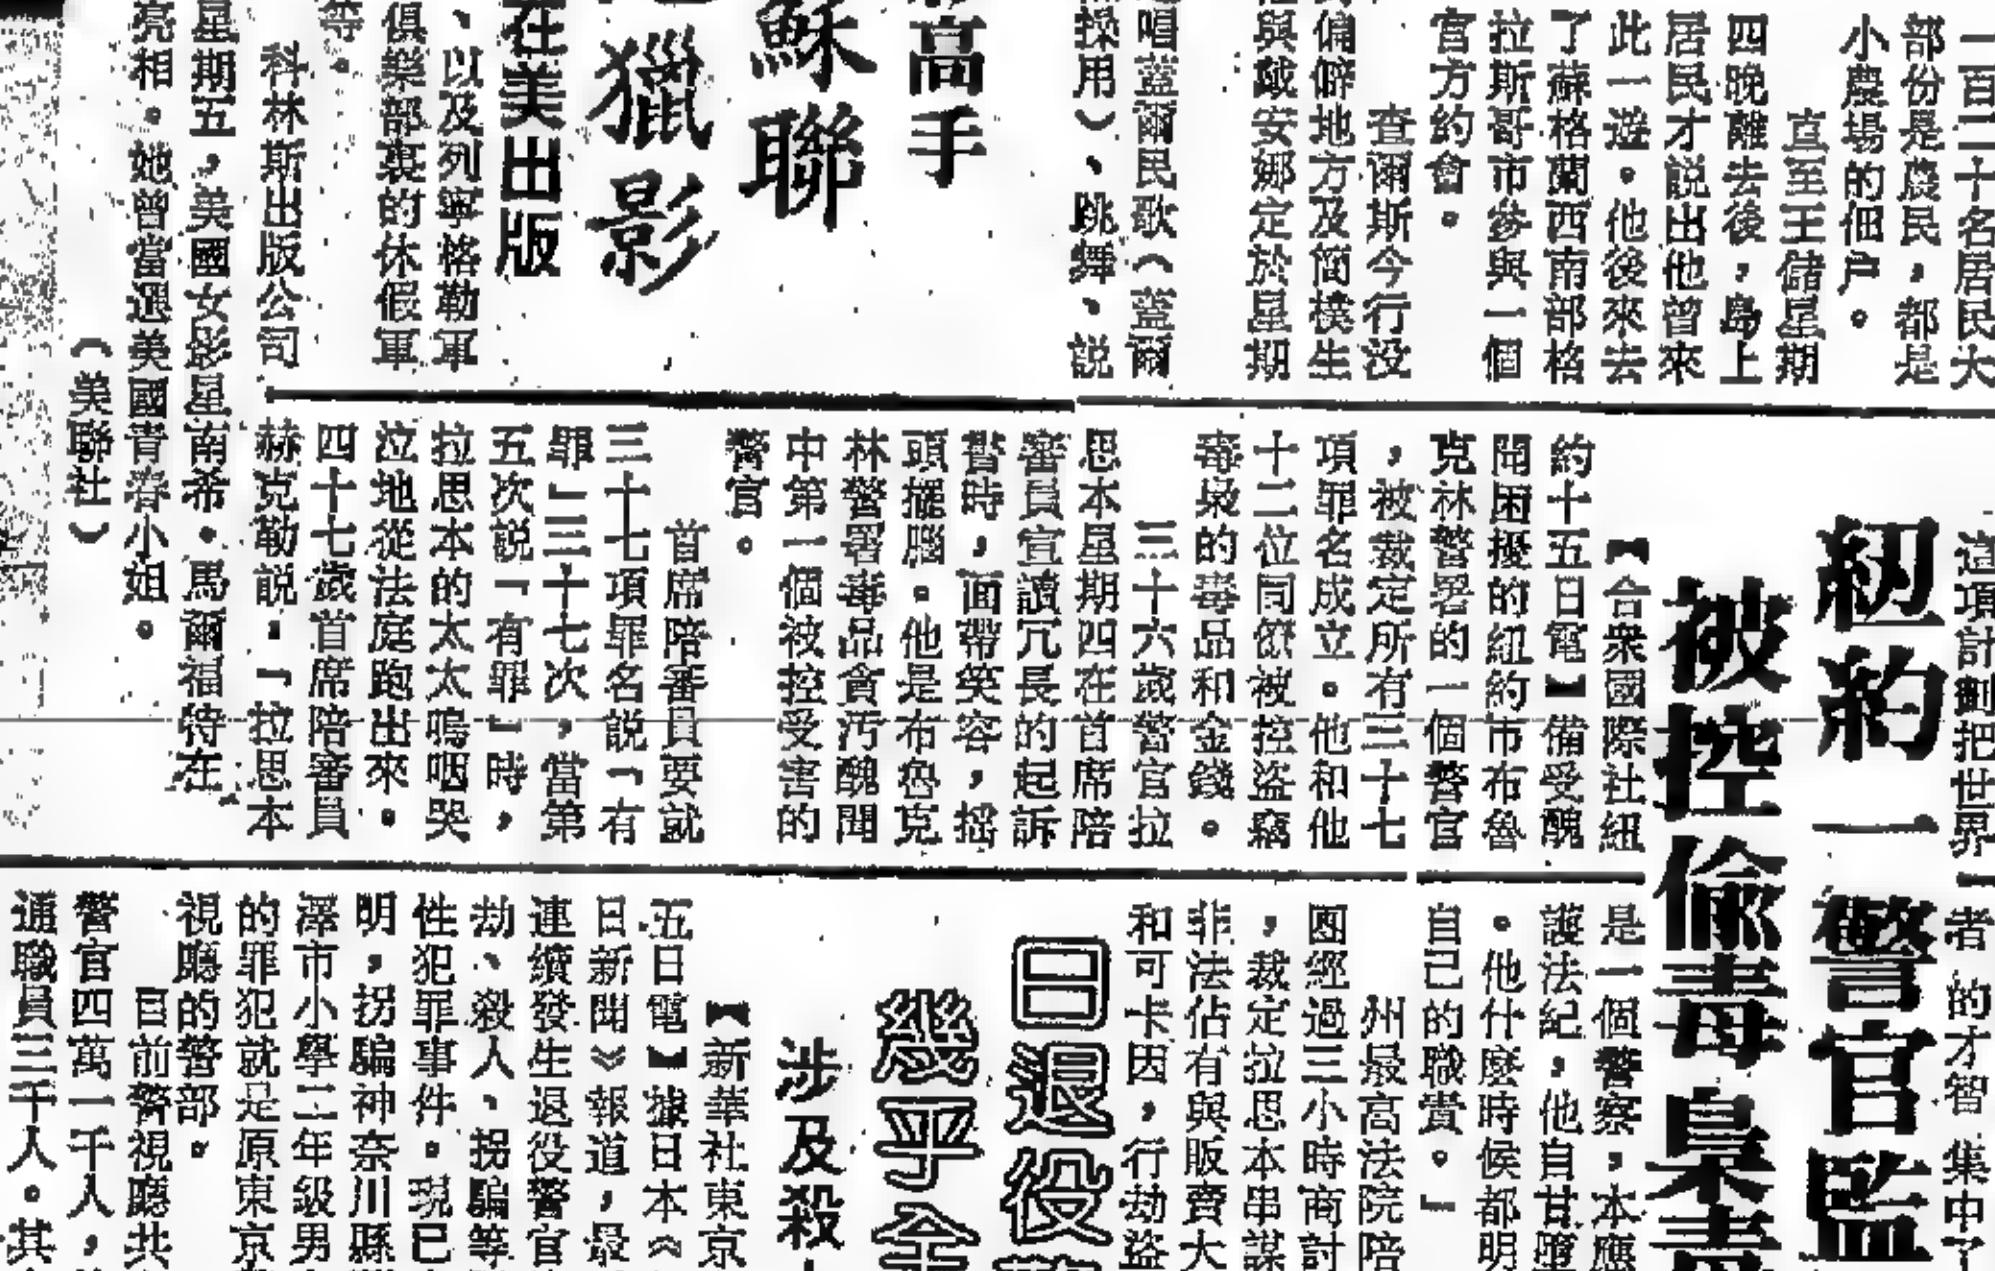 一百二十名居民大
部份是農民，都是
小農場的佃户。
直至王儲星期
四晚離去後，島上
居民才説出他曾來
此一遊。他後來去
了蘇格蘭西南部格
拉斯哥市參與一個
官方約會。
查爾斯今行没
偏僻地方及簡樸生
與戴安娜定於星期
唱蓋爾民歌（蓋爾
操用）、跳舞、説
高手
蘇聯
獵影
在美出版
、以及列寧格勒軍
俱樂部裏的休假軍
等。
科林斯出版公司
星期五，美國女影星南希·馬爾福特在
亮相。她曾當選美國青春小姐。
（美聯社）
這項計劃把世界一
者的才智集中了
紐約一警官監
被控偷毒梟毒
【合衆國際社紐
約十五日電】備受醜
聞困擾的紐約市布魯
克林警署的一個警官
，被裁定所有三十七
項罪名成立。他和他
十二位同僚被控盜竊
毒梟的毒品和金錢。
三十六歲警官拉
思本星期四在首席陪
審員宣讀冗長的起訴
書時，面帶笑容，摇
頭擺腦。他是布魯克
林警署毒品貪污醜聞
中第一個被控受害的
警官。
首席陪審員要就
三十七項罪名説「有
罪」三十七次，當第
五次説「有罪」時，
拉思本的太太嗚咽哭
泣地從法庭跑出來。
四十七歲首席陪審員
赫克勒説：「拉思本
是一個警察，本應
護法紀，他自甘墮
。他什麼時候都明
自己的職責。」
州最高法院陪
團經過三小時商討
，裁定拉思本串謀
非法佔有與販賣大
和可卡因，行劫盜
日退役警
幾乎全
涉及殺
【新華社東京
五日電】據日本《
日新聞》報道，最
連續發生退役警官
劫、殺人、拐騙等
性犯罪事件。現已
明，拐騙神奈川縣
澤市小學二年級男
的罪犯就是原東京
視廳的警部。
目前警視廳共
警官四萬一千人，
通職員三千人。其